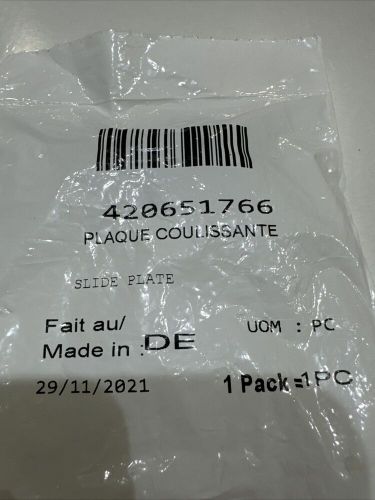 420651766
PLAQUE COULISSANTE
SLIDE PLATE
Fait au/
Made in :DE
UOM : PC
29/11/2021
1 Pack =1PC